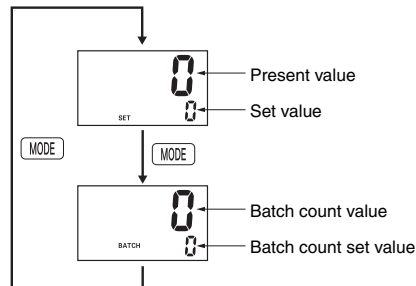 0
Present value
0
Set value
SET
MODE
MODE
0
Batch count value
BATCH
0
Batch count set value